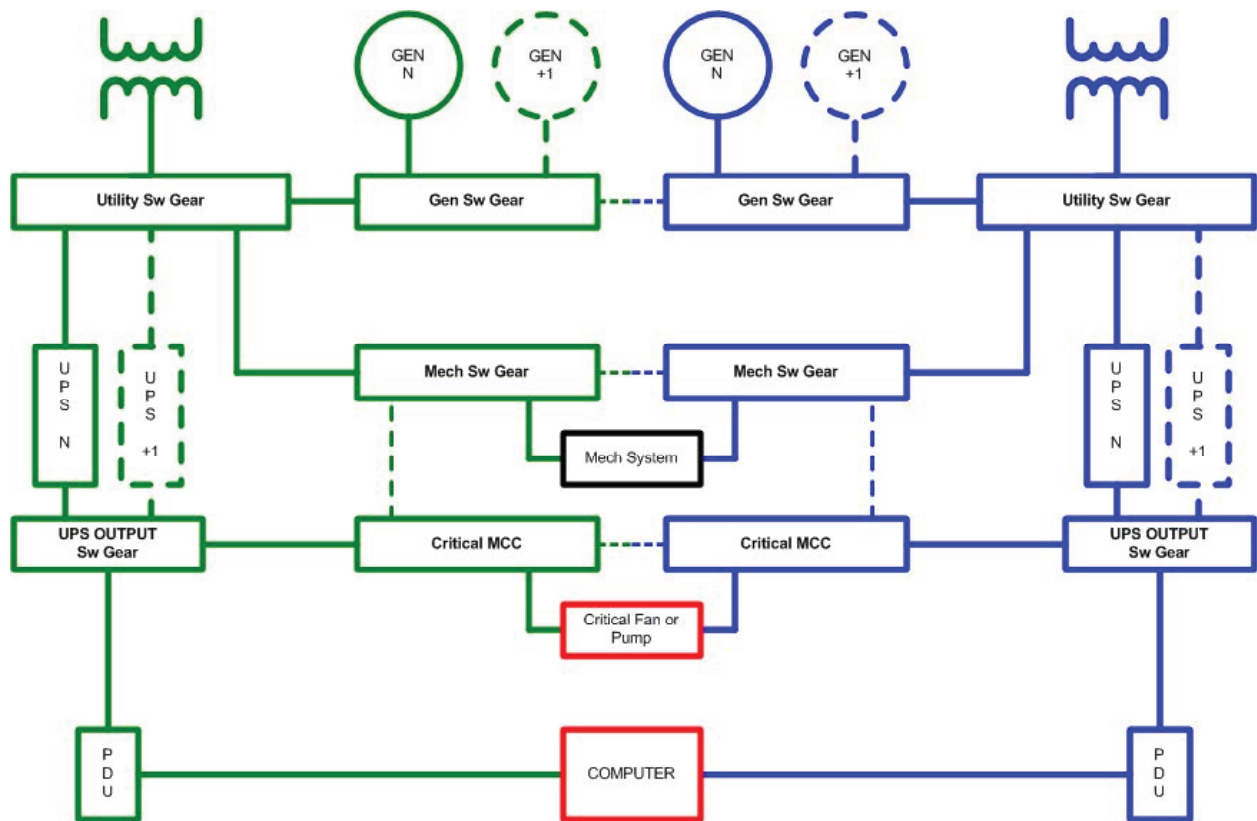 GEN
N
GEN
+1
GEN
N
GEN
+1
Utility Sw Gear
Gen Sw Gear
Gen Sw Gear
Utility Sw Gear
U
P
S
N
U
P
S
+1
Mech Sw Gear
Mech Sw Gear
U
P
S
N
U
P
S
+1
Mech System
UPS OUTPUT
Sw Gear
Critical MCC
Critical MCC
UPS OUTPUT
Sw Gear
Critical Fan or
Pump
P
D
U
COMPUTER
P
D
U